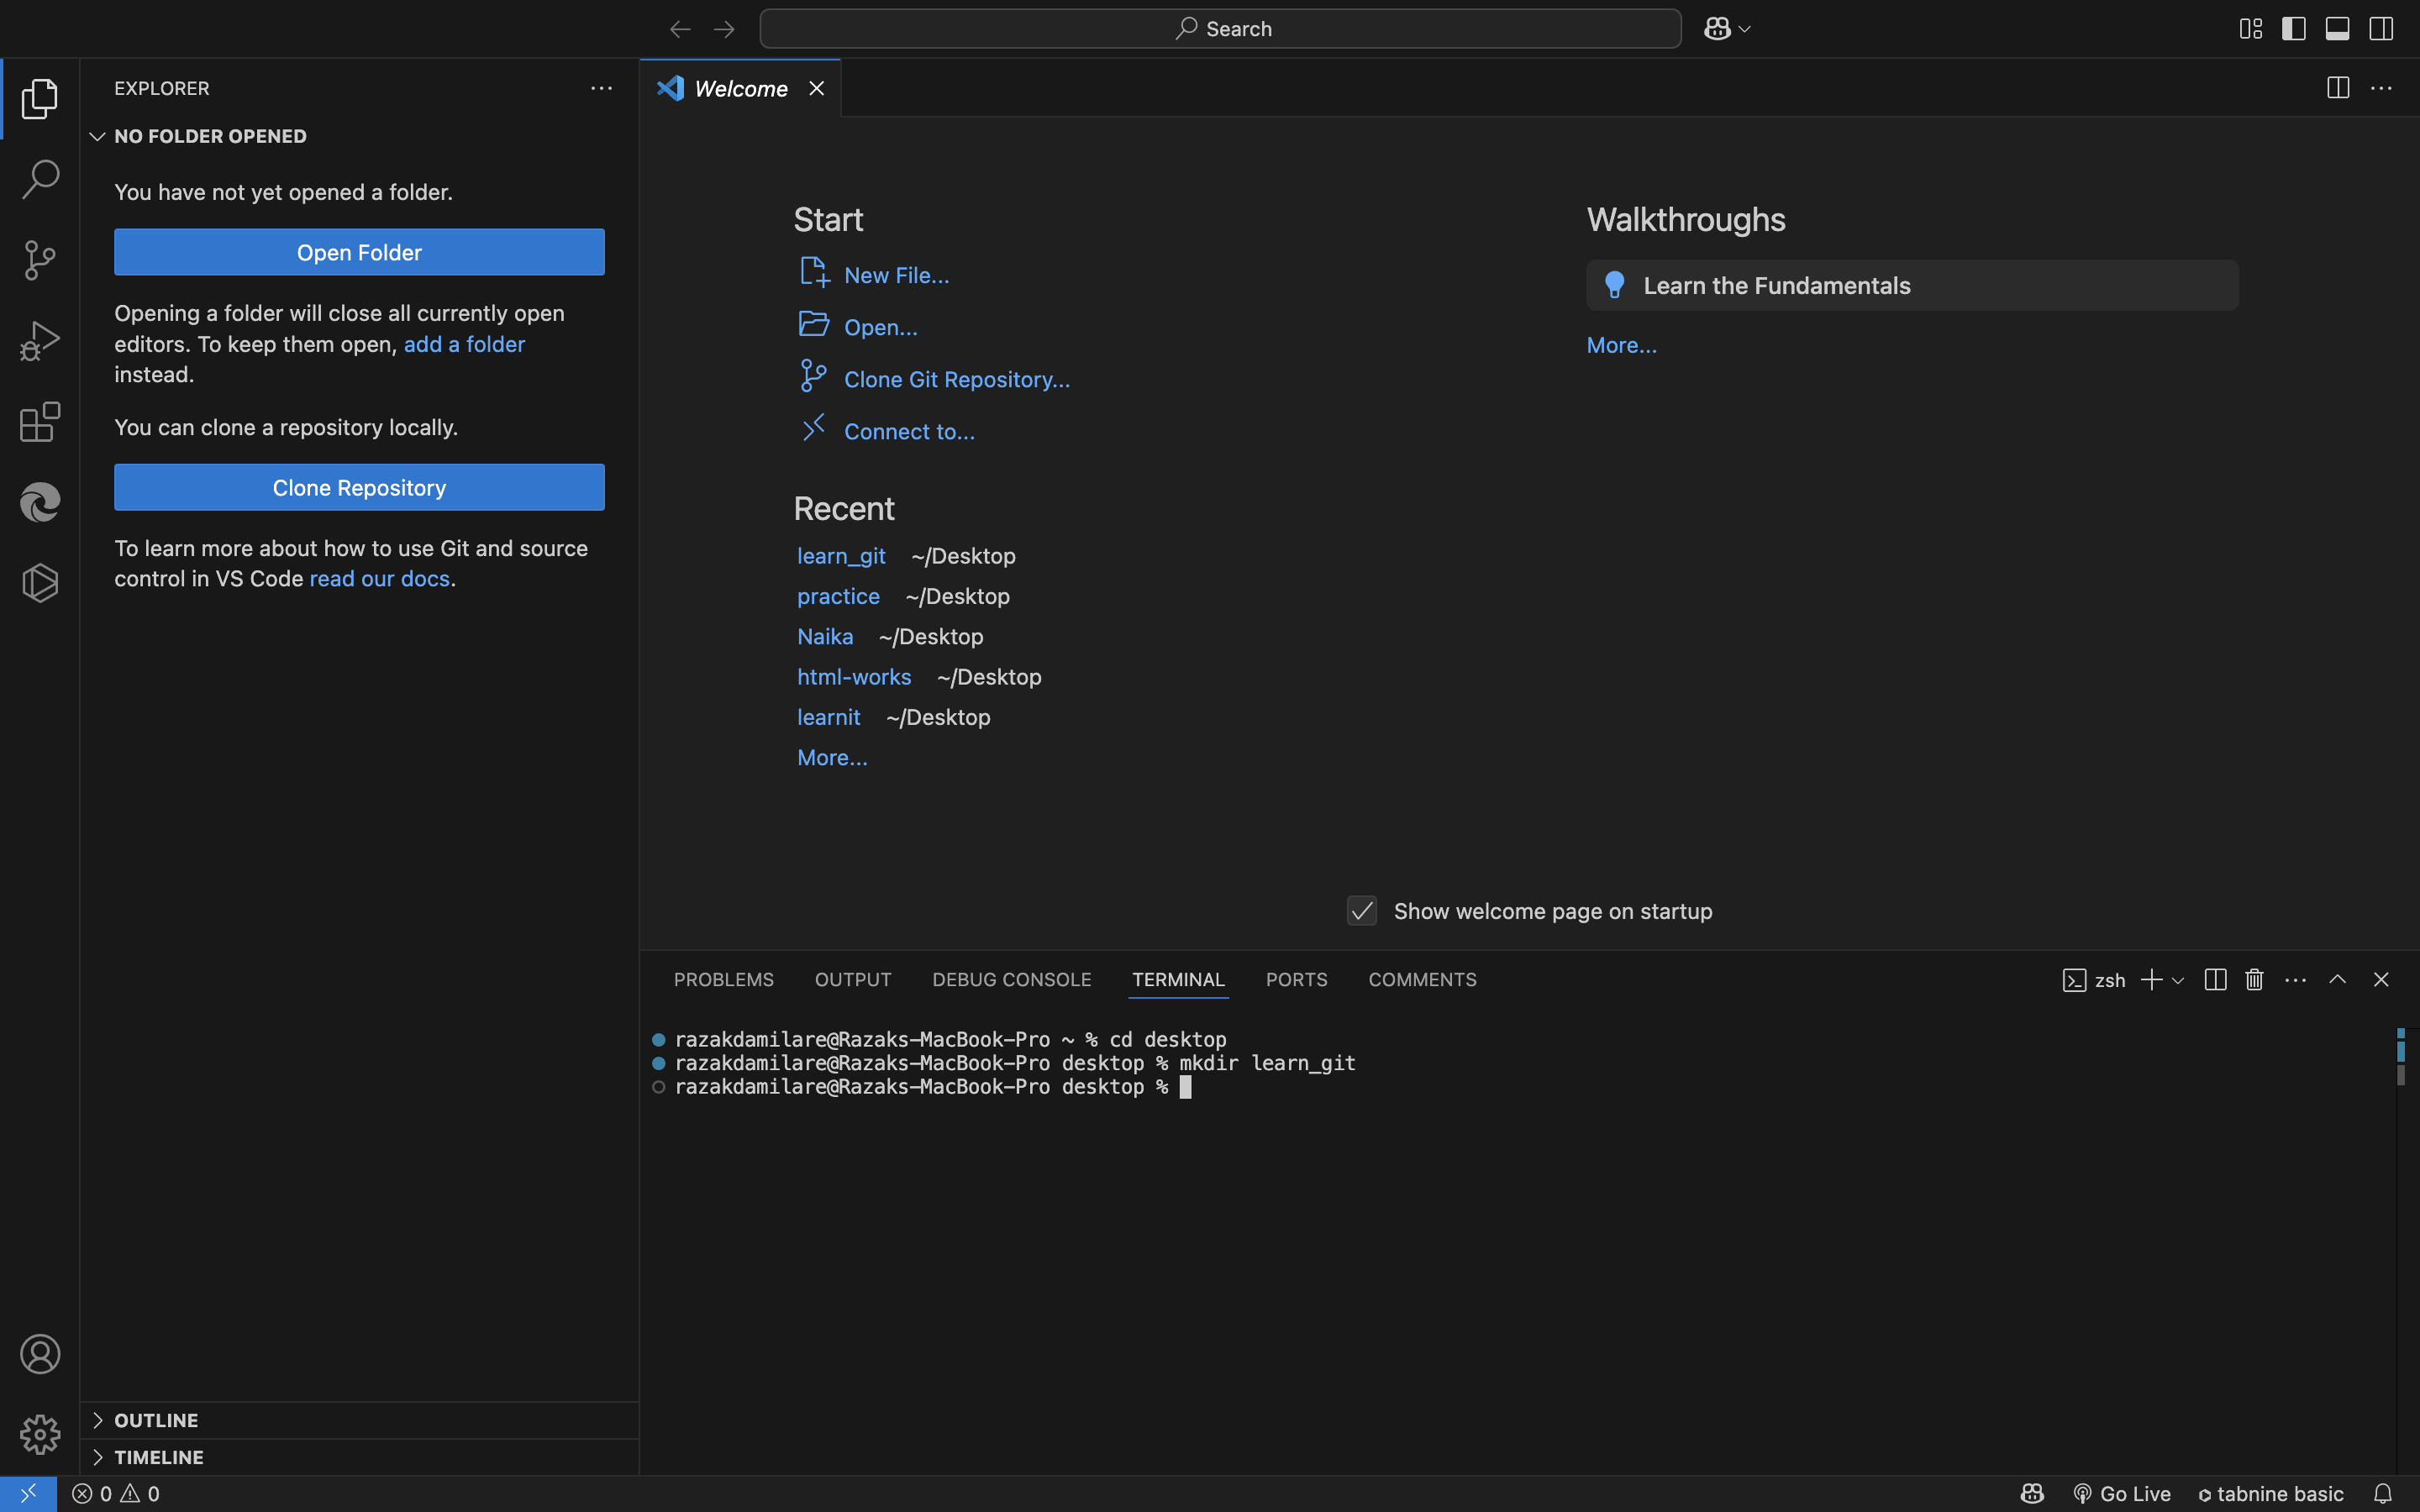 Search
EXPLORER
NO FOLDER OPENED
You have not yet opened a folder.
Open Folder
Opening a folder will close all currently open
editors. To keep them open, add a folder
instead.
You can clone a repository locally.
Clone Repository
To learn more about how to use Git and source
control in VS Code read our docs.
OUTLINE
TIMELINE
Welcome
Start
New File...
Open...
Clone Git Repository...
Connect to...
Recent
learn_git ~/Desktop
practice ~/Desktop
Naika ~/Desktop
html-works ~/Desktop
learnit ~/Desktop
More...
Walkthroughs
Learn the Fundamentals
More...
Show welcome page on startup
PROBLEMS OUTPUT DEBUG CONSOLE TERMINAL PORTS COMMENTS
zsh
razakdamilare@Razaks-MacBook-Pro ~ % cd desktop
razakdamilare@Razaks-MacBook-Pro desktop % mkdir learn_git
razakdamilare@Razaks-MacBook-Pro desktop %
0 0
Go Live tabnine basic